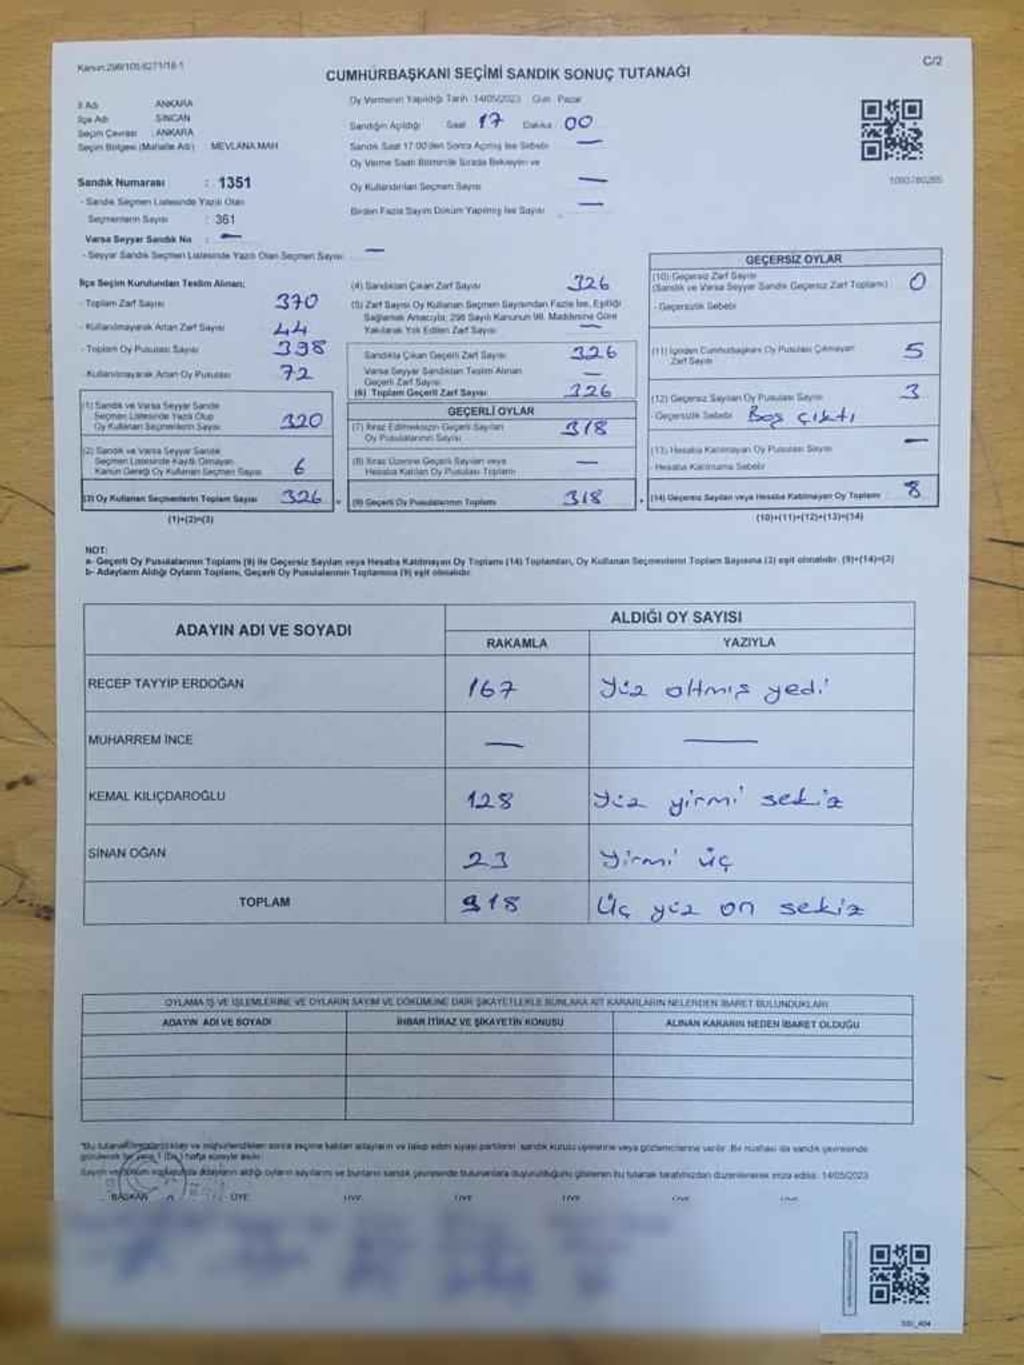 Kanun:298/105/6271/18-1
C/2
CUMHURBAŞKANI SEÇİMİ SANDIK SONUÇ TUTANAĞI
İl Adı ANKARA
İlçe Adı SİNCAN
Seçim Çevresi : ANKARA
Seçim Bölgesi (Mahalle Adı) : MEVLANA MAH
Sandık Numarası : 1351
- Sandık Seçmen Listesinde Yazılı Olan
Seçmenlerin Sayısı : 361
Varsa Seyyar Sandık No : —
- Seyyar Sandık Seçmen Listesinde Yazılı Olan Seçmen Sayısı —
Oy Vermenin Yapıldığı Tarih :14/05/2023 Gün : Pazar
Sandığın Açıldığı Saat : 17 Dakika : 00
Sandık Saat 17:00'den Sonra Açılmış İse Sebebi —
Oy Verme Saati Bitiminde Sırada Bekleyen ve
Oy Kullandırılan Seçmen Sayısı —
Birden Fazla Sayım Döküm Yapılmış İse Sayısı —
1093780285
İlçe Seçim Kurulundan Teslim Alınan;
- Toplam Zarf Sayısı 370
- Kullanılmayarak Artan Zarf Sayısı 44
- Toplam Oy Pusulası Sayısı 398
- Kullanılmayarak Artan Oy Pusulası 72
(1) Sandık ve Varsa Seyyar Sandık
Seçmen Listesinde Yazılı Olup
Oy Kullanan Seçmenlerin Sayısı 320
(2) Sandık ve Varsa Seyyar Sandık
Seçmen Listesinde Kayıtlı Olmayan
Kanun Gereği Oy Kullanan Seçmen Sayısı 6
(3) Oy Kullanan Seçmenlerin Toplam Sayısı 326
(1)+(2)=(3)
(4) Sandıktan Çıkan Zarf Sayısı 326
(5) Zarf Sayısı Oy Kullanan Seçmen Sayısından Fazla İse, Eşitliği
Sağlamak Amacıyla; 298 Sayılı Kanunun 98. Maddesine Göre
Yakılarak Yok Edilen Zarf Sayısı —
Sandıkta Çıkan Geçerli Zarf Sayısı 326
Varsa Seyyar Sandıktan Teslim Alınan
Geçerli Zarf Sayısı —
(6) Toplam Geçerli Zarf Sayısı 326
GEÇERLİ OYLAR
(7) İtiraz Edilmeksizin Geçerli Sayılan
Oy Pusulalarının Sayısı 318
(8) İtiraz Üzerine Geçerli Sayılan veya
Hesaba Katılan Oy Pusulası Toplamı —
(9) Geçerli Oy Pusulalarının Toplamı 318
GEÇERSİZ OYLAR
(10) Geçersiz Zarf Sayısı
(Sandık ve Varsa Seyyar Sandık Geçersiz Zarf Toplamı) 0
- Geçersizlik Sebebi
(11) İçinden Cumhurbaşkanı Oy Pusulası Çıkmayan
Zarf Sayısı 5
(12) Geçersiz Sayılan Oy Pusulası Sayısı 3
- Geçersizlik Sebebi Boş çıktı
(13) Hesaba Katılmayan Oy Pusulası Sayısı —
- Hesaba Katılmama Sebebi
(14) Geçersiz Sayılan veya Hesaba Katılmayan Oy Toplamı 8
(10)+(11)+(12)+(13)=(14)
NOT:
a- Geçerli Oy Pusulalarının Toplamı (9) ile Geçersiz Sayılan veya Hesaba Katılmayan Oy Toplamı (14) Toplamları, Oy Kullanan Seçmenlerin Toplam Sayısına (3) eşit olmalıdır. (9)+(14)=(3)
b- Adayların Aldığı Oyların Toplamı, Geçerli Oy Pusulalarının Toplamına (9) eşit olmalıdır.
ADAYIN ADI VE SOYADI ALDIĞI OY SAYISI
RAKAMLA YAZIYLA
RECEP TAYYİP ERDOĞAN 167 Yüz altmış yedi
MUHARREM İNCE — —
KEMAL KILIÇDAROĞLU 128 Yüz yirmi sekiz
SİNAN OĞAN 23 Yirmi üç
TOPLAM 318 Üç yüz on sekiz
OYLAMA İŞ VE İŞLEMLERİNE VE OYLARIN SAYIM VE DÖKÜMÜNE DAİR ŞİKAYETLERLE BUNLARA AİT KARARLARIN NELERDEN İBARET BULUNDUKLARI
ADAYIN ADI VE SOYADI İHBAR İTİRAZ VE ŞİKAYETİN KONUSU ALINAN KARARIN NEDEN İBARET OLDUĞU
sonra seçime katılan adayların ve talep eden siyasi partilerin sandık kurulu üyelerine veya gözlemcilerine verilir. Bir nüshası da sandık çevresinde
hafta süreyle asılır.
adayların aldığı oyların sayılarını ve bunların sandık çevresinde bulunanlara duyurulduğunu gösteren bu tutanak tarafımızdan düzenlenerek imza edildi. 14/05/2023
BAŞKAN ÜYE ÜYE ÜYE ÜYE ÜYE ÜYE